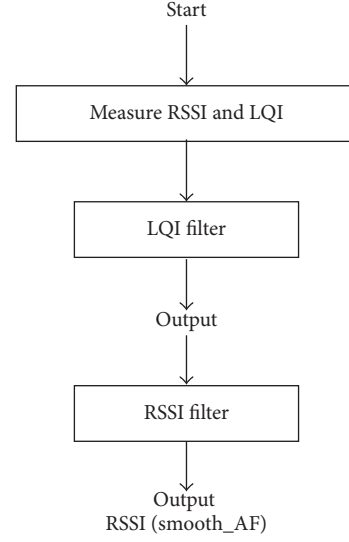 Start
Measure RSSI and LQI
LQI filter
Output
RSSI filter
Output
RSSI (smooth_AF)